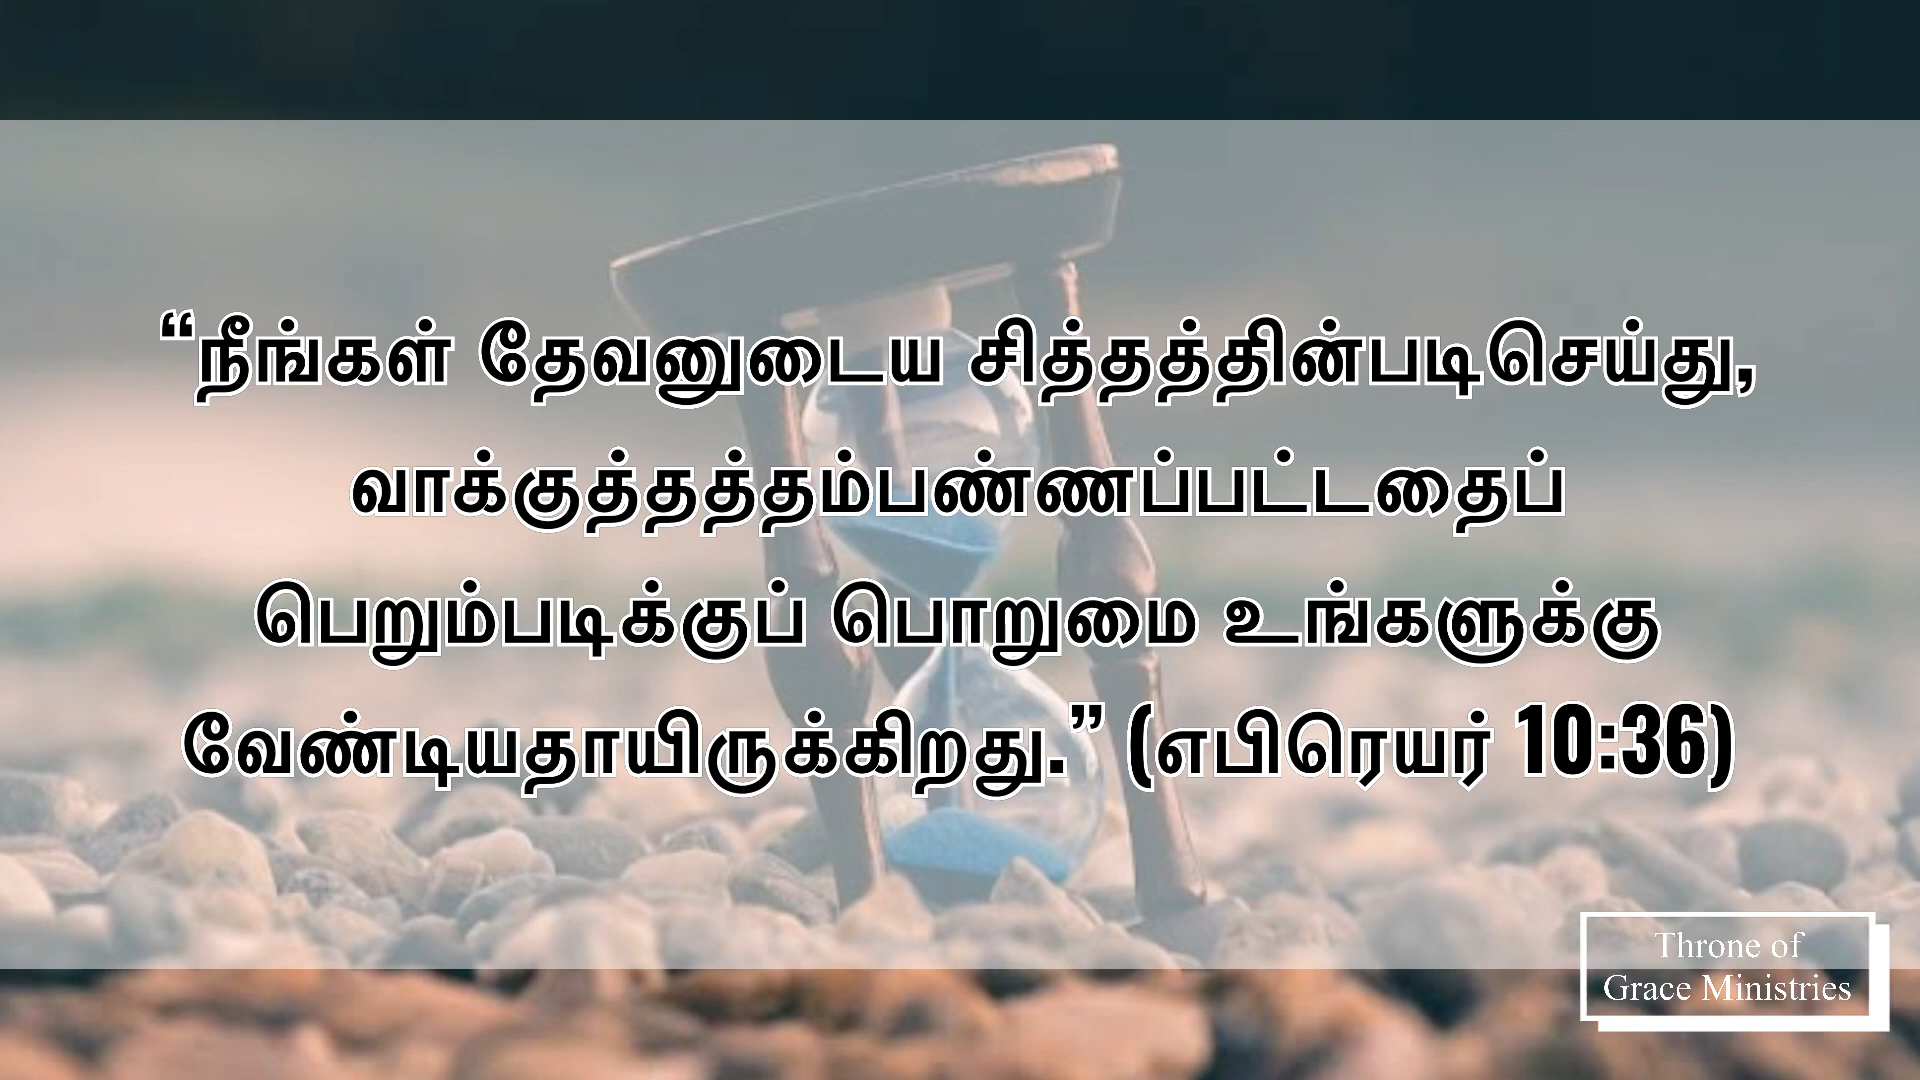 “நீங்கள் தேவனுடைய சித்தத்தின்படிசெய்து,
வாக்குத்தத்தம்பண்ணப்பட்டதைப்
பெறும்படிக்குப் பொறுமை உங்களுக்கு
வேண்டியதாயிருக்கிறது.” (எபிரெயர் 10:36)
Throne of
Grace Ministries